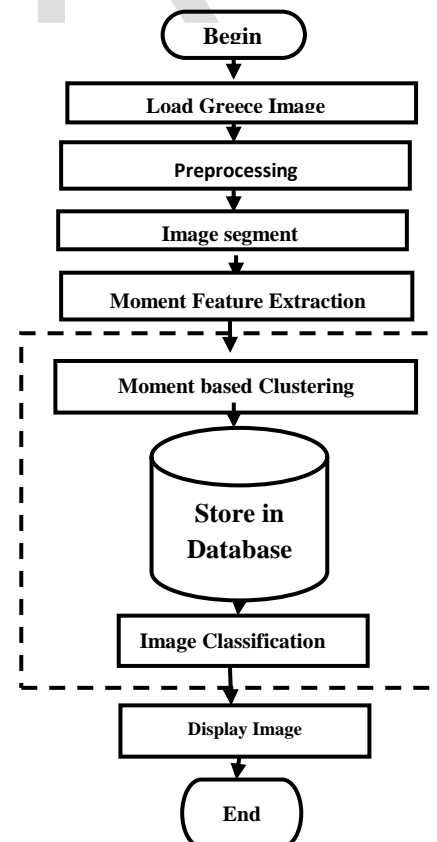 Begin
Load Greece Image
Preprocessing
Image segment
Moment Feature Extraction
Moment based Clustering
Store in
Database
Image Classification
Display Image
End